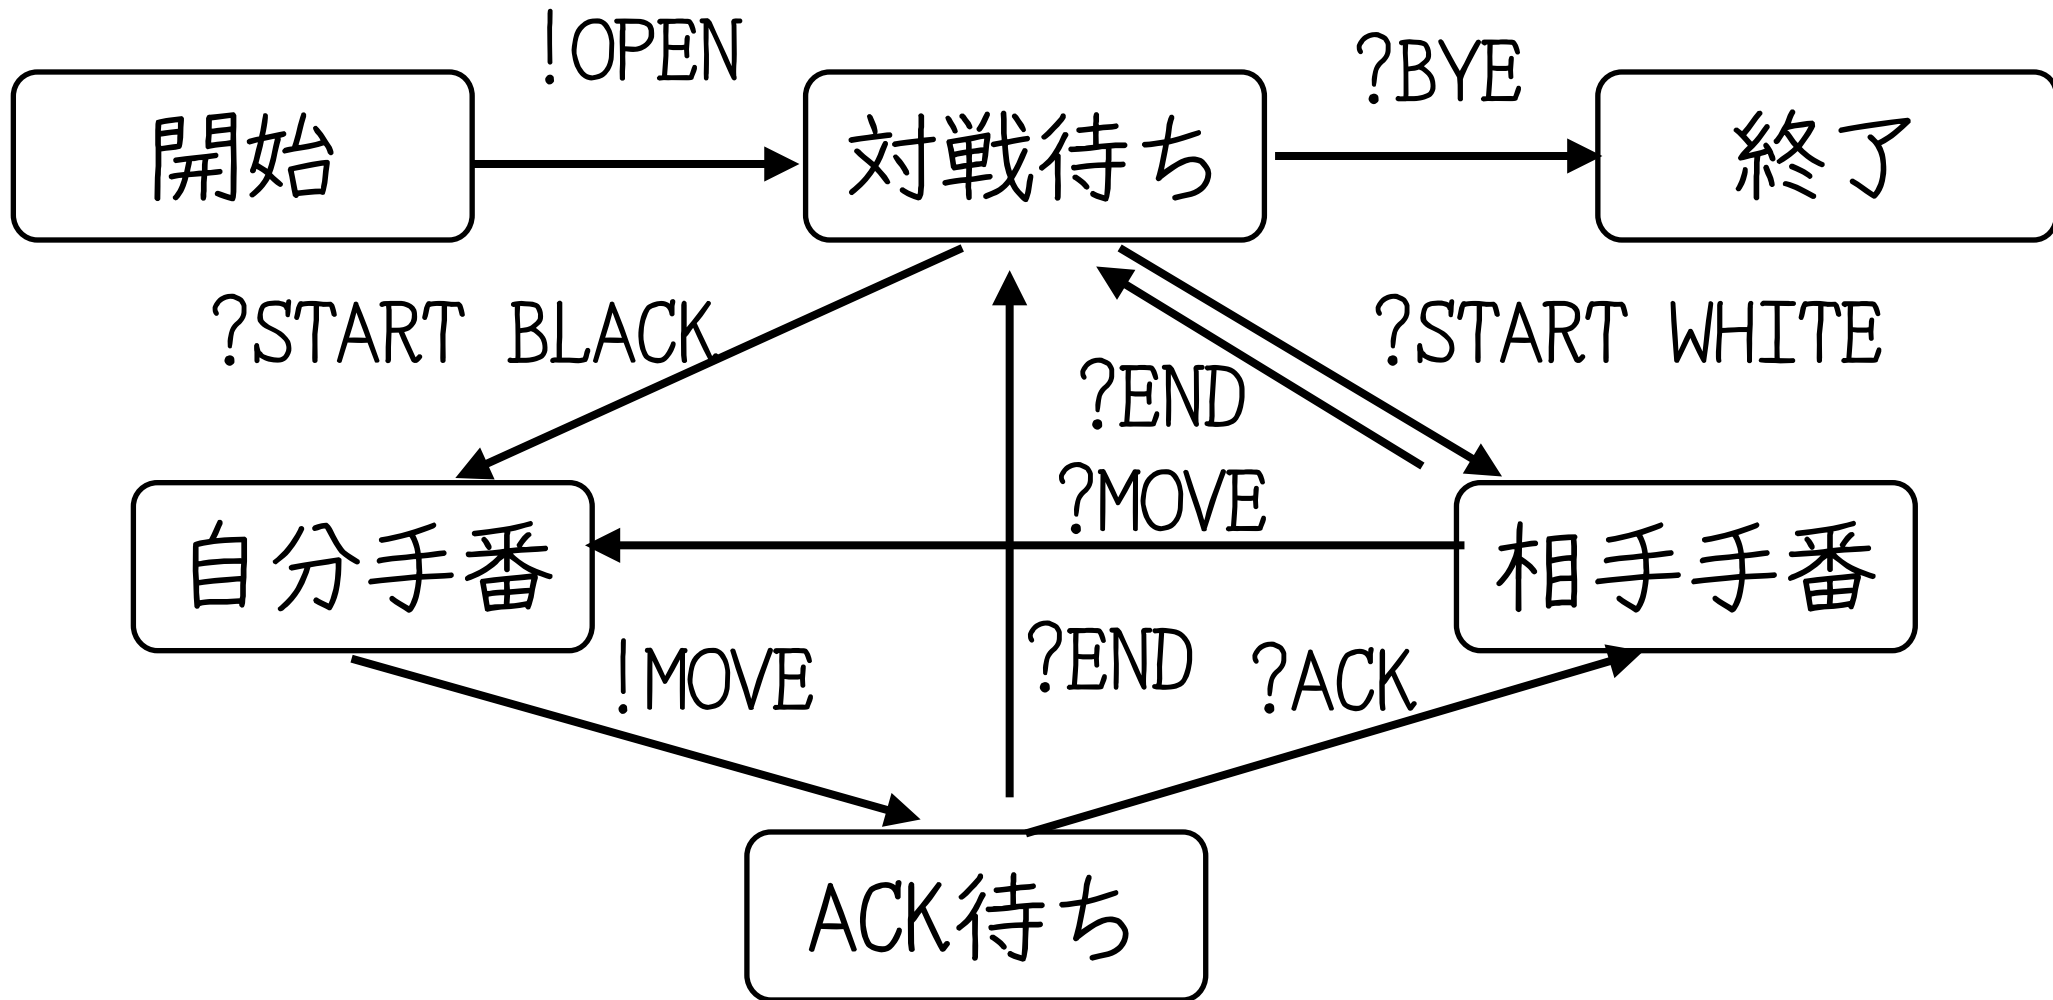 !OPEN
?BYE
開始
対戦待ち
終了
?START BLACK
?START WHITE
?END
?MOVE
自分手番
相手手番
!MOVE
?END
?ACK
ACK待ち